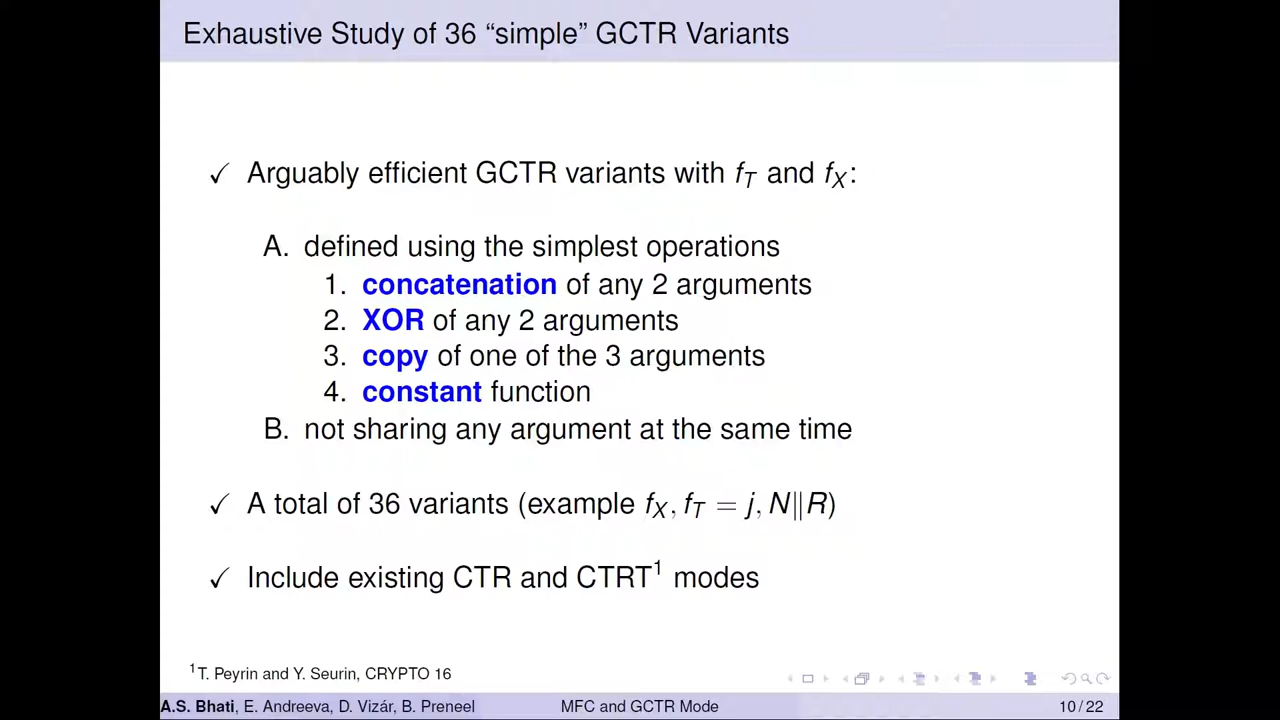 Exhaustive Study of 36 “simple” GCTR Variants
✓ Arguably efficient GCTR variants with f_T and f_X:
A. defined using the simplest operations
1. concatenation of any 2 arguments
2. XOR of any 2 arguments
3. copy of one of the 3 arguments
4. constant function
B. not sharing any argument at the same time
✓ A total of 36 variants (example f_X, f_T = j, N||R)
✓ Include existing CTR and CTRT¹ modes
¹T. Peyrin and Y. Seurin, CRYPTO 16
A.S. Bhati, E. Andreeva, D. Vizár, B. Preneel MFC and GCTR Mode 10 / 22